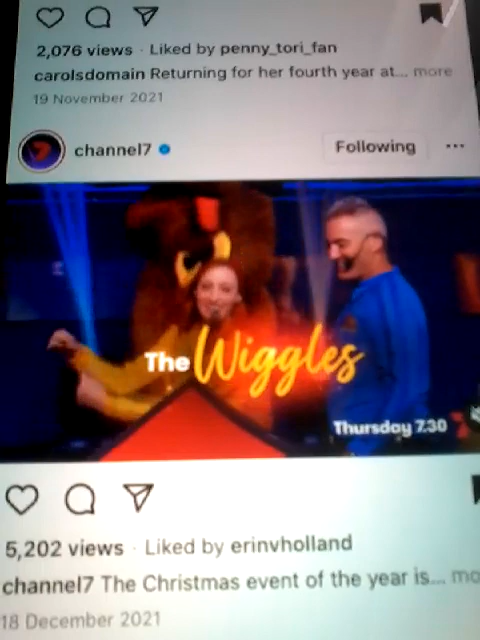 2,076 views · Liked by penny_tori_fan
carolsdomain Returning for her fourth year at... more
19 November 2021
channel7
Following
The Wiggles
Thursday 7.30
5,202 views · Liked by erinvholland
channel7 The Christmas event of the year is... mo
18 December 2021